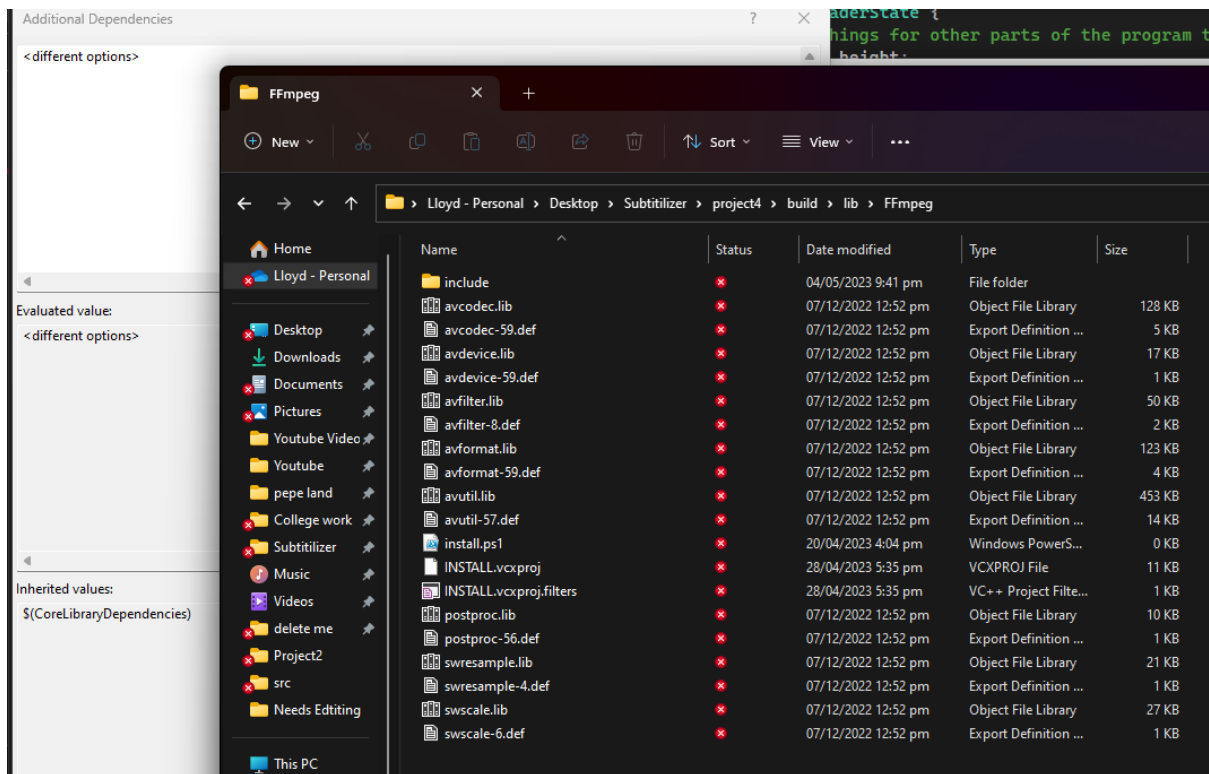 Additional Dependencies
? ×
aderState {
hings for other parts of the program t
height;
<different options>
FFmpeg
New
Sort
View
Lloyd - Personal > Desktop > Subtitilizer > project4 > build > lib > FFmpeg
Home
Lloyd - Personal
Evaluated value:
<different options>
Desktop
Downloads
Documents
Pictures
Youtube Video
Youtube
pepe land
College work
Subtitilizer
Music
Inherited values:
Videos
$(CoreLibraryDependencies)
delete me
Project2
src
Needs Edtiting
This PC
Name Status Date modified Type Size
include 04/05/2023 9:41 pm File folder
avcodec.lib 07/12/2022 12:52 pm Object File Library 128 KB
avcodec-59.def 07/12/2022 12:52 pm Export Definition ... 5 KB
avdevice.lib 07/12/2022 12:52 pm Object File Library 17 KB
avdevice-59.def 07/12/2022 12:52 pm Export Definition ... 1 KB
avfilter.lib 07/12/2022 12:52 pm Object File Library 50 KB
avfilter-8.def 07/12/2022 12:52 pm Export Definition ... 2 KB
avformat.lib 07/12/2022 12:52 pm Object File Library 123 KB
avformat-59.def 07/12/2022 12:52 pm Export Definition ... 4 KB
avutil.lib 07/12/2022 12:52 pm Object File Library 453 KB
avutil-57.def 07/12/2022 12:52 pm Export Definition ... 14 KB
install.ps1 20/04/2023 4:04 pm Windows PowerS... 0 KB
INSTALL.vcxproj 28/04/2023 5:35 pm VCXPROJ File 11 KB
INSTALL.vcxproj.filters 28/04/2023 5:35 pm VC++ Project Filte... 1 KB
postproc.lib 07/12/2022 12:52 pm Object File Library 10 KB
postproc-56.def 07/12/2022 12:52 pm Export Definition ... 1 KB
swresample.lib 07/12/2022 12:52 pm Object File Library 21 KB
swresample-4.def 07/12/2022 12:52 pm Export Definition ... 1 KB
swscale.lib 07/12/2022 12:52 pm Object File Library 27 KB
swscale-6.def 07/12/2022 12:52 pm Export Definition ... 1 KB